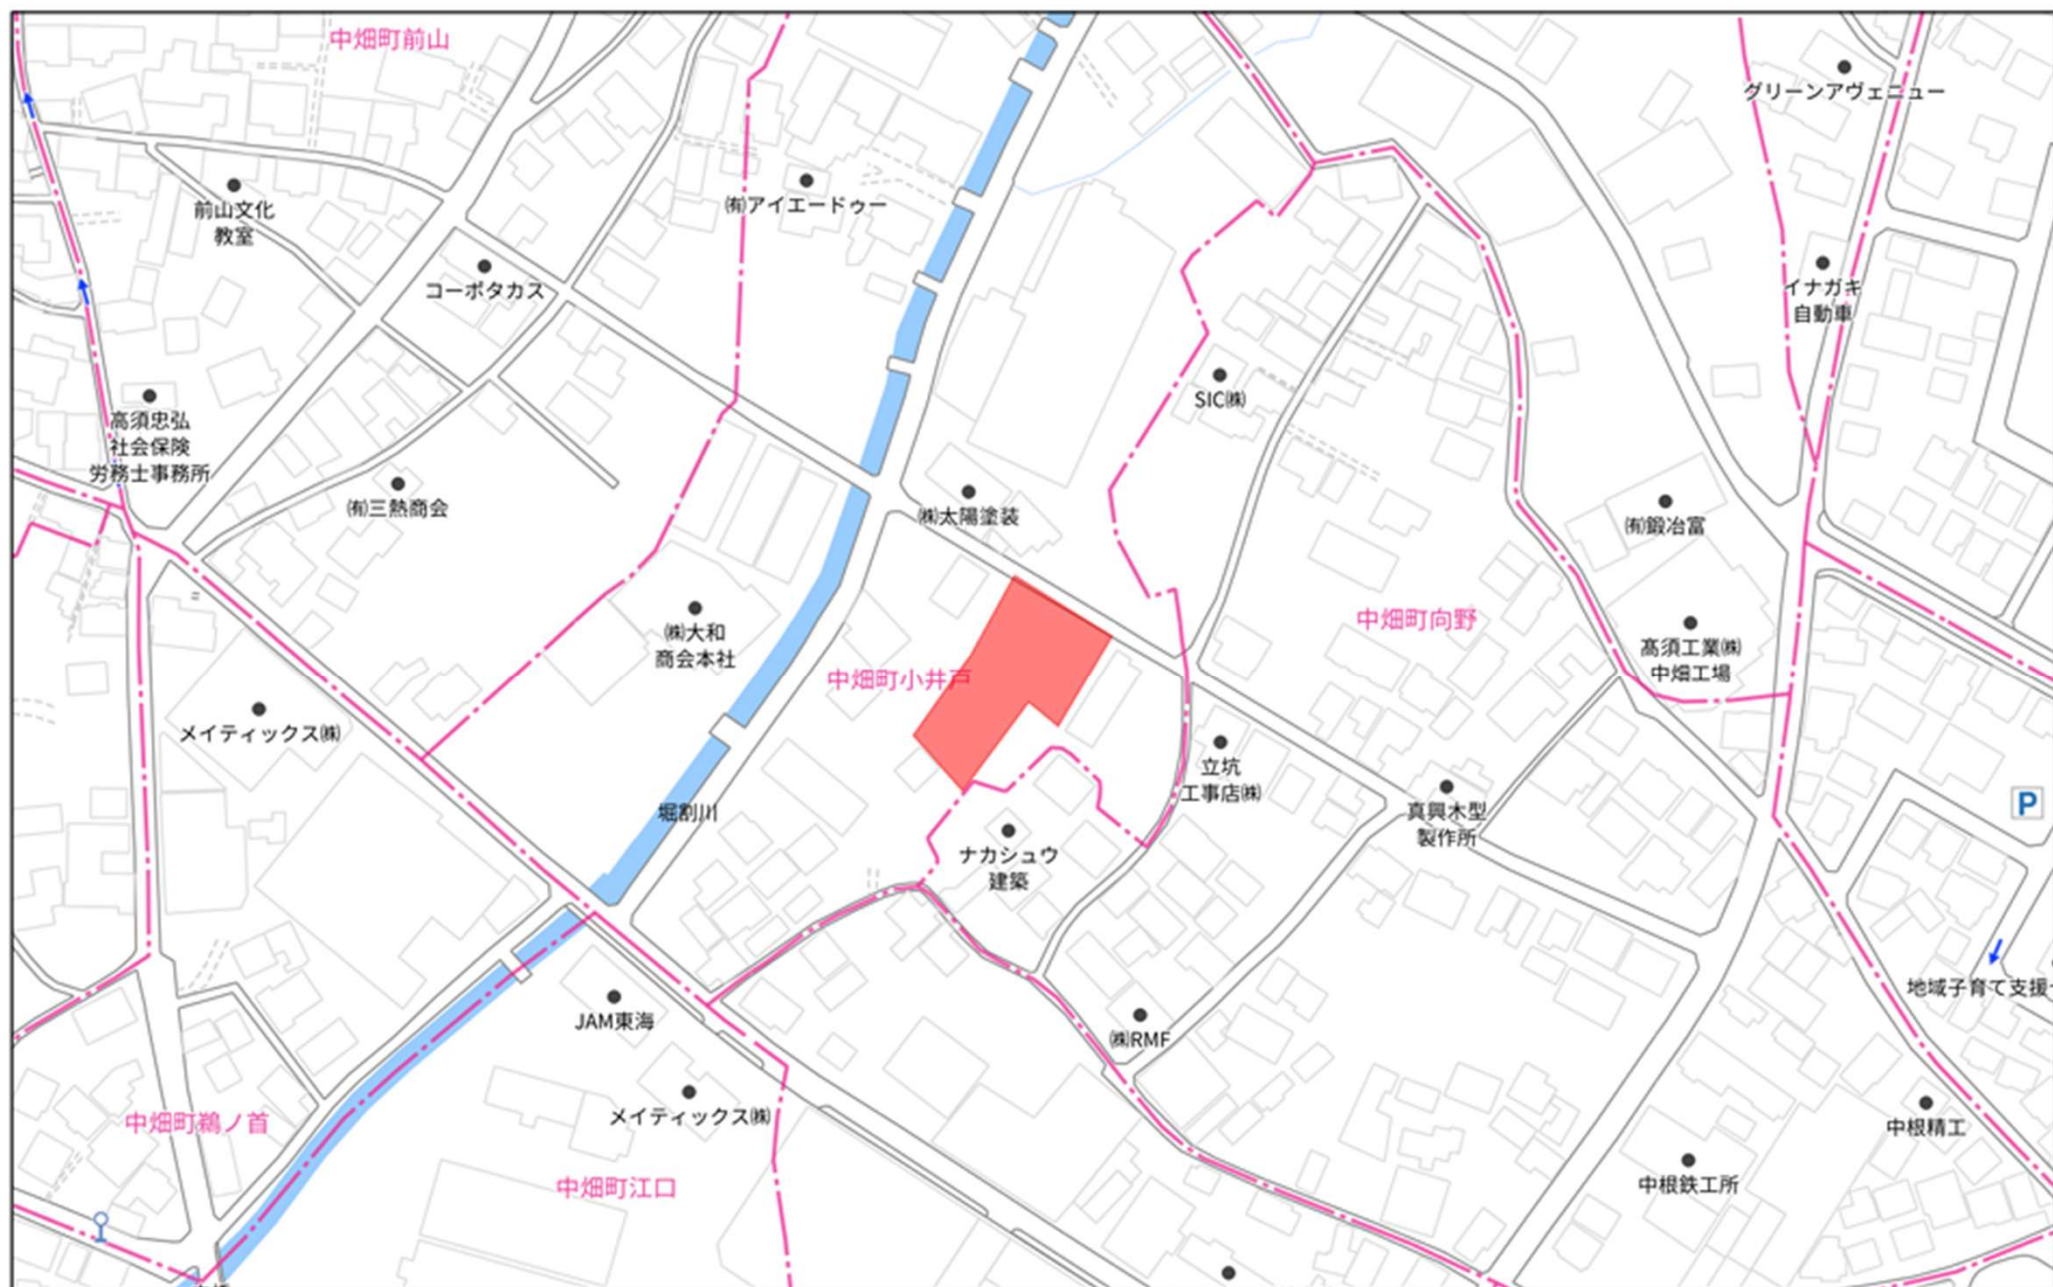 中畑町前山
グリーンアヴェニュー
前山文化
教室
㈲アイエードゥー
コーポタカス
イナガキ
自動車
高須忠弘
社会保険
労務士事務所
SIC㈱
㈲三熱商会
㈱太陽塗装
㈲鍛冶富
㈱大和
商会本社
中畑町向野
髙須工業㈱
中畑工場
中畑町小井戸
メイティックス㈱
立坑
工事店㈱
堀割川
真興木型
製作所
P
ナカシュウ
建築
地域子育て支援
JAM東海
㈱RMF
メイティックス㈱
中畑町鵜ノ首
中根精工
中畑町江口
中根鉄工所